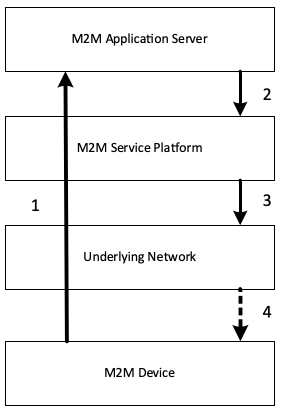 M2M Application Server
2
M2M Service Platform
1
3
Underlying Network
4
M2M Device